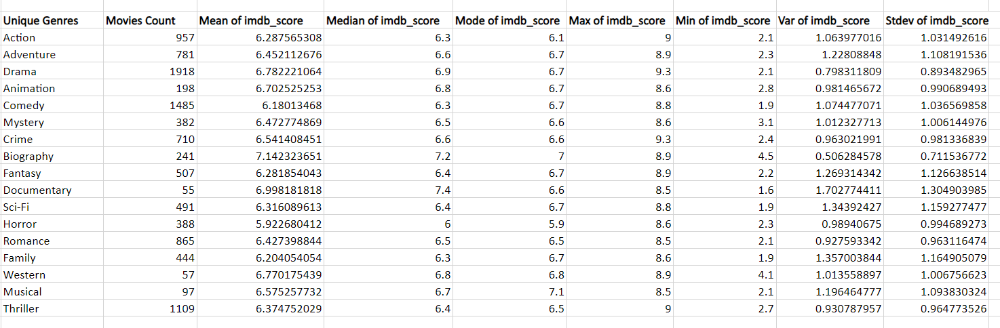 Unique Genres Movies Count Mean of imdb_score Median of imdb_score Mode of imdb_score Max of imdb_score Min of imdb_score Var of imdb_score Stdev of imdb_score
Action 957 6.287565308 6.3 6.1 9 2.1 1.063977016 1.031492616
Adventure 781 6.452112676 6.6 6.7 8.9 2.3 1.22808848 1.108191536
Drama 1918 6.782221064 6.9 6.7 9.3 2.1 0.798311809 0.893482965
Animation 198 6.702525253 6.8 6.7 8.6 2.8 0.981465672 0.990689493
Comedy 1485 6.18013468 6.3 6.7 8.8 1.9 1.074477071 1.036569858
Mystery 382 6.472774869 6.5 6.6 8.6 3.1 1.012327713 1.006144976
Crime 710 6.541408451 6.6 6.6 9.3 2.4 0.963021991 0.981336839
Biography 241 7.142323651 7.2 7 8.9 4.5 0.506284578 0.711536772
Fantasy 507 6.281854043 6.4 6.7 8.9 2.2 1.269314342 1.126638514
Documentary 55 6.998181818 7.4 6.6 8.5 1.6 1.702774411 1.304903985
Sci-Fi 491 6.316089613 6.4 6.7 8.8 1.9 1.34392427 1.159277477
Horror 388 5.922680412 6 5.9 8.6 2.3 0.98940675 0.994689273
Romance 865 6.427398844 6.5 6.5 8.5 2.1 0.927593342 0.963116474
Family 444 6.204054054 6.3 6.7 8.6 1.9 1.357003844 1.164905079
Western 57 6.770175439 6.8 6.8 8.9 4.1 1.013558897 1.006756623
Musical 97 6.575257732 6.7 7.1 8.5 2.1 1.196464777 1.093830324
Thriller 1109 6.374752029 6.4 6.5 9 2.7 0.930787957 0.964773526